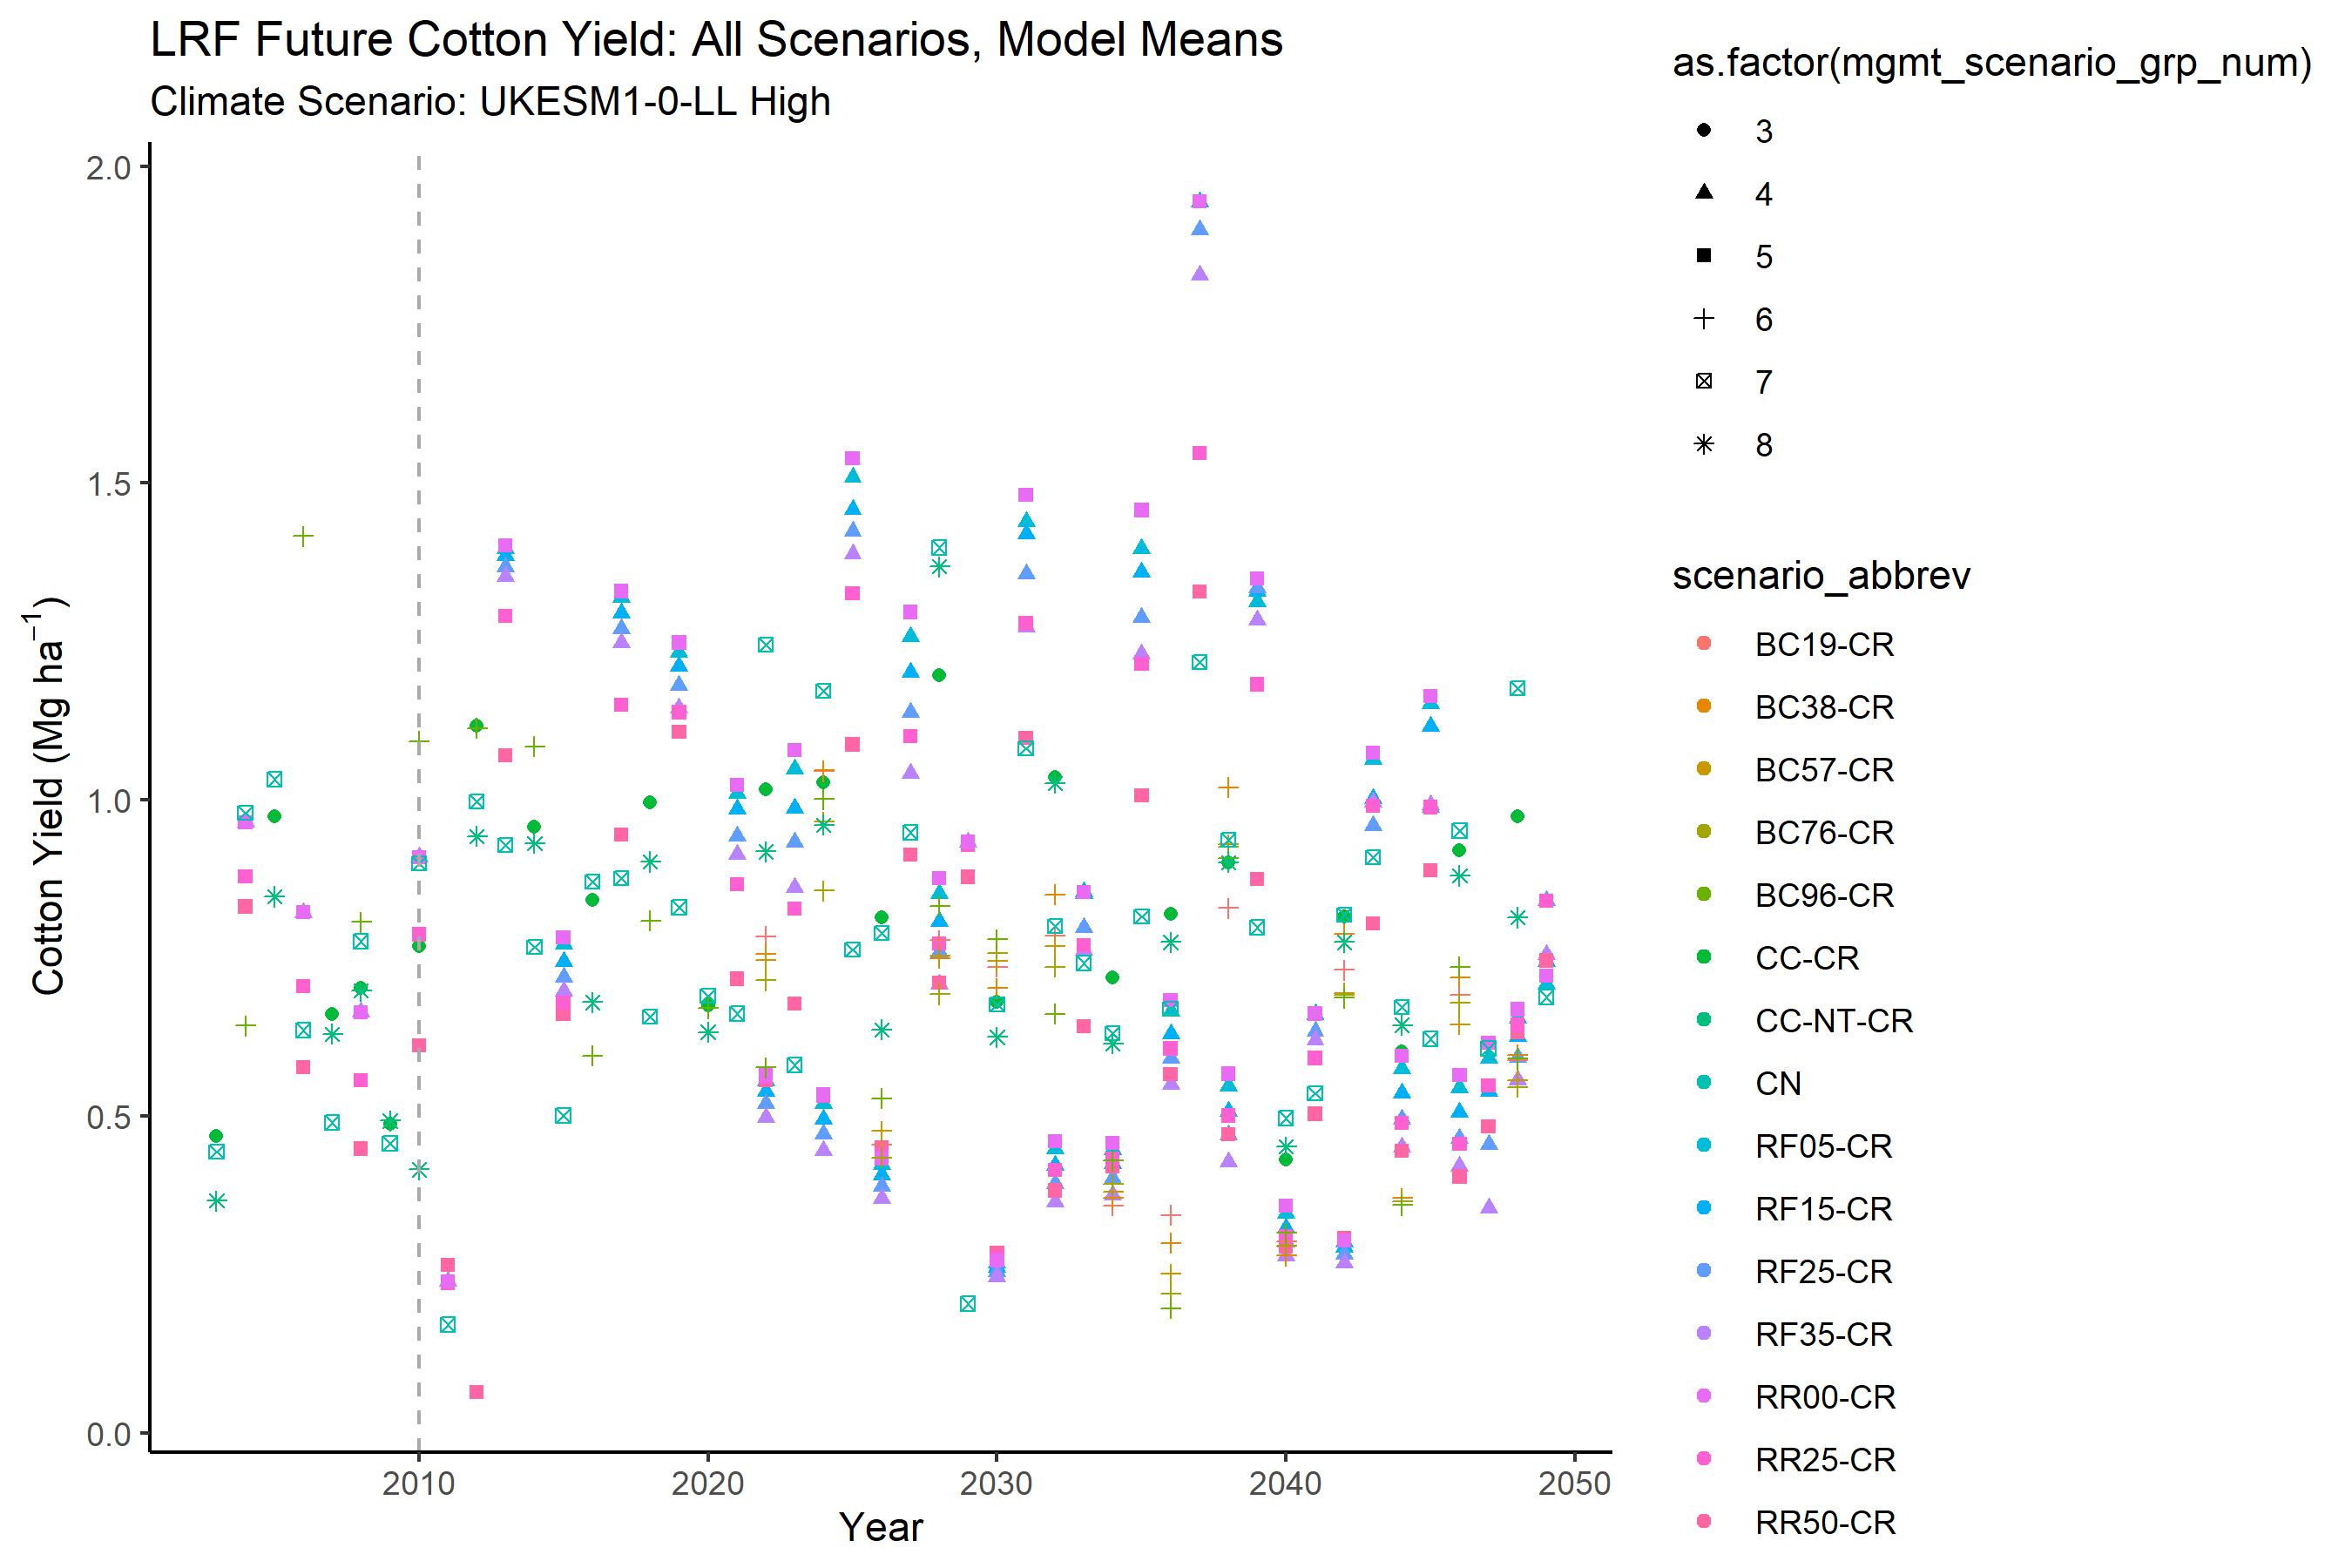 LRF Future Cotton Yield: All Scenarios, Model Means
Climate Scenario: UKESM1-0-LL High
Cotton Yield (Mg ha⁻¹)
2.0
1.5
1.0
0.5
0.0
2010 2020 2030 2040 2050
Year
as.factor(mgmt_scenario_grp_num)
3
4
5
6
7
8
scenario_abbrev
BC19-CR
BC38-CR
BC57-CR
BC76-CR
BC96-CR
CC-CR
CC-NT-CR
CN
RF05-CR
RF15-CR
RF25-CR
RF35-CR
RR00-CR
RR25-CR
RR50-CR